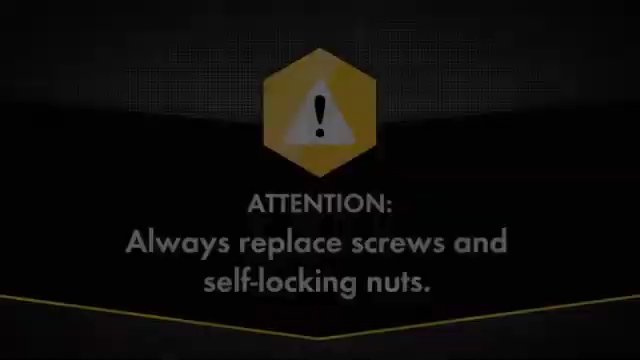 ATTENTION:
Always replace screws and
self-locking nuts.